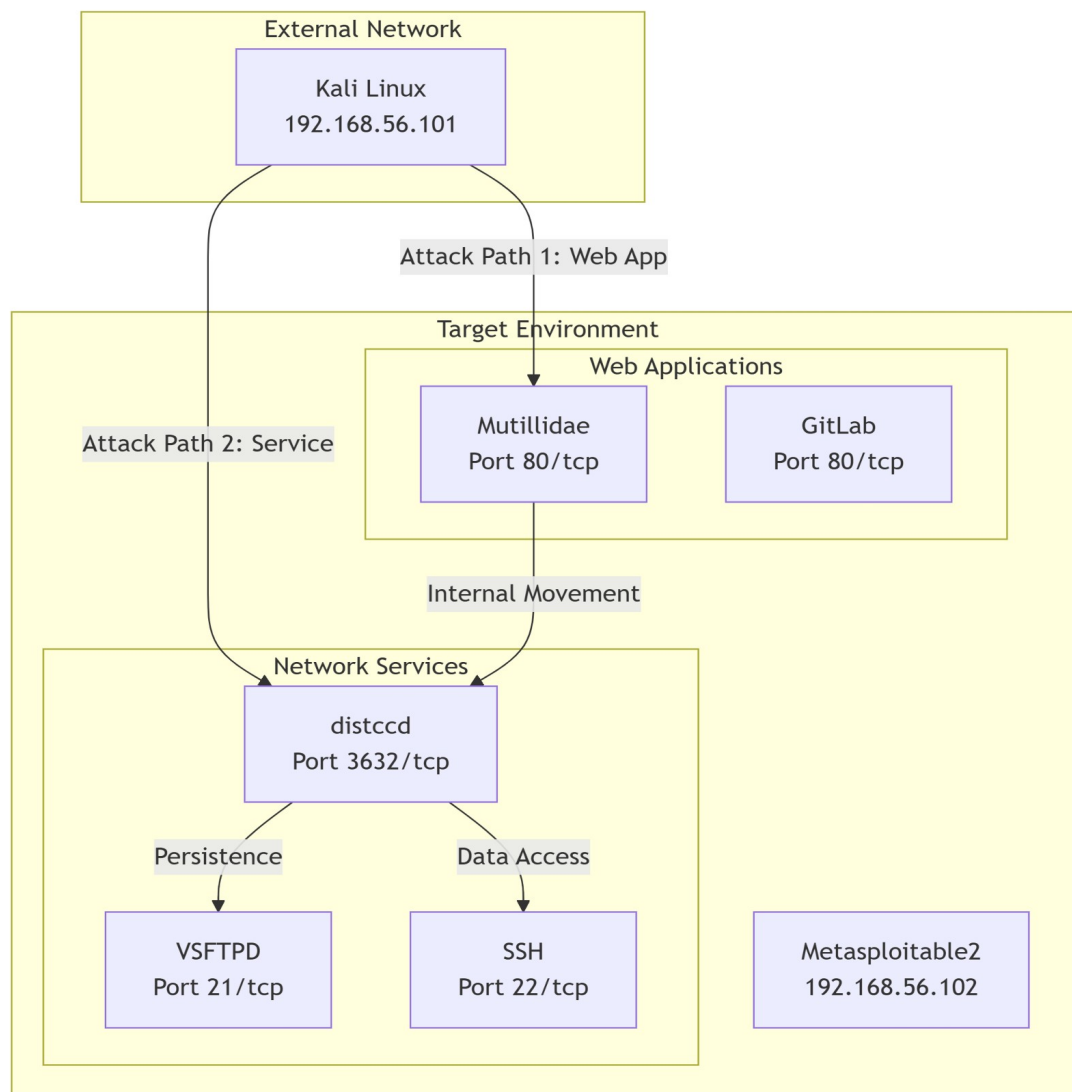 External Network
Kali Linux
192.168.56.101
Attack Path 1: Web App
Target Environment
Web Applications
Mutillidae
Port 80/tcp
GitLab
Port 80/tcp
Attack Path 2: Service
Internal Movement
Network Services
distccd
Port 3632/tcp
Persistence
Data Access
VSFTPD
Port 21/tcp
SSH
Port 22/tcp
Metasploitable2
192.168.56.102